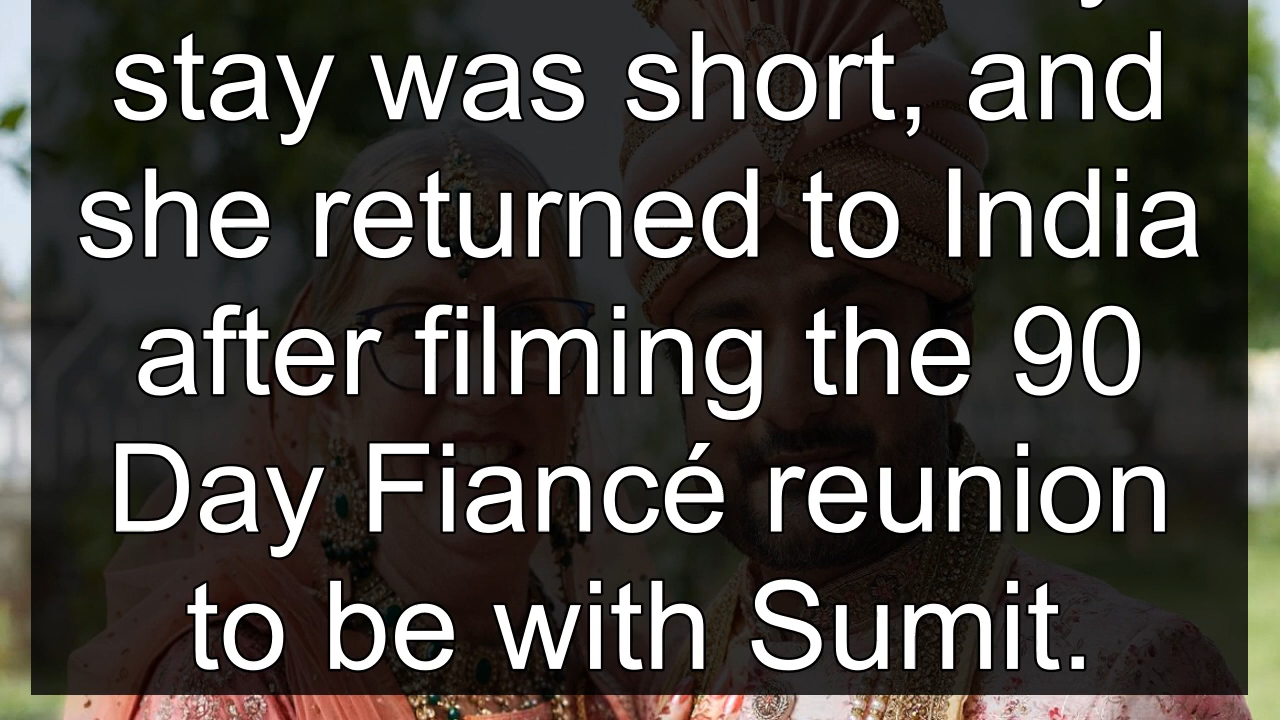 stay was short, and
she returned to India
after filming the 90
Day Fiancé reunion
to be with Sumit.